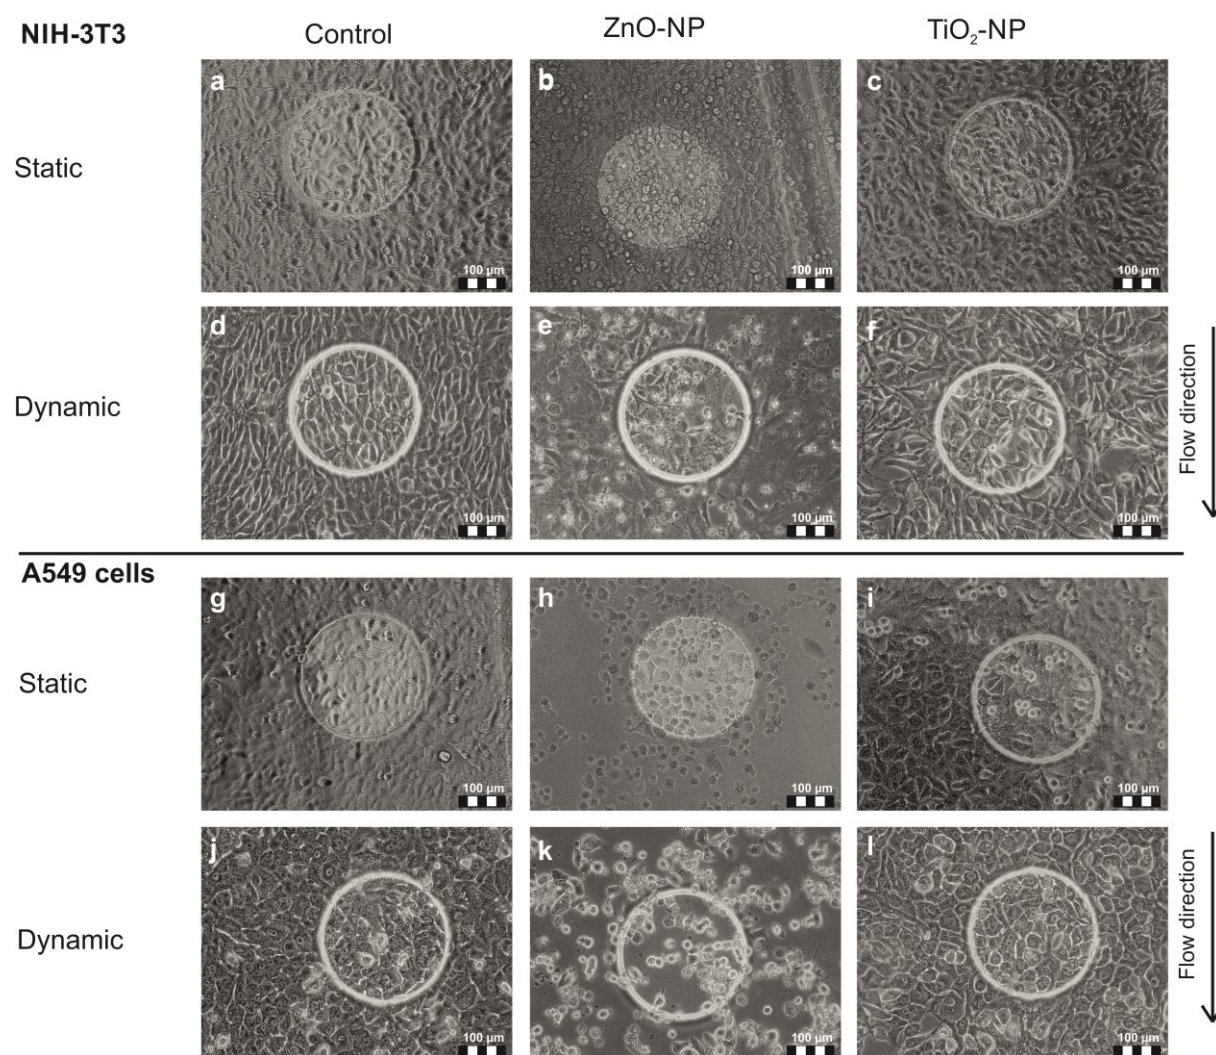 NIH-3T3
Control
ZnO-NP
TiO₂-NP
Static
a
100 µm
b
100 µm
c
100 µm
Dynamic
d
100 µm
e
100 µm
f
100 µm
Flow direction
A549 cells
Static
g
100 µm
h
100 µm
i
100 µm
Dynamic
j
100 µm
k
100 µm
l
100 µm
Flow direction